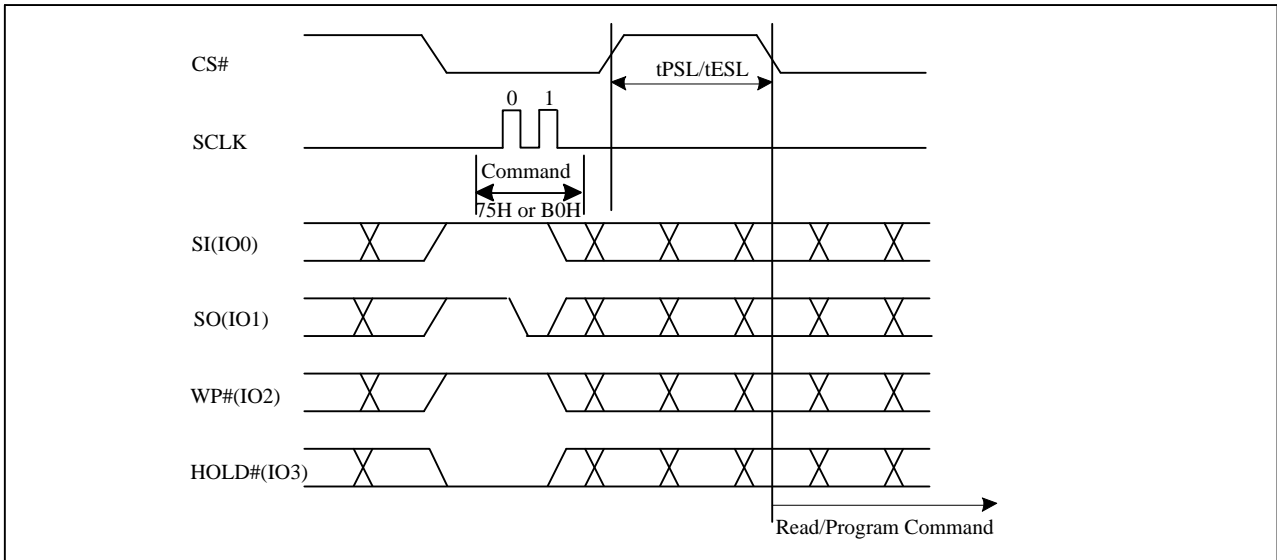 CS#
tPSL/tESL
0 1
SCLK
Command
75H or B0H
SI(IO0)
SO(IO1)
WP#(IO2)
HOLD#(IO3)
Read/Program Command